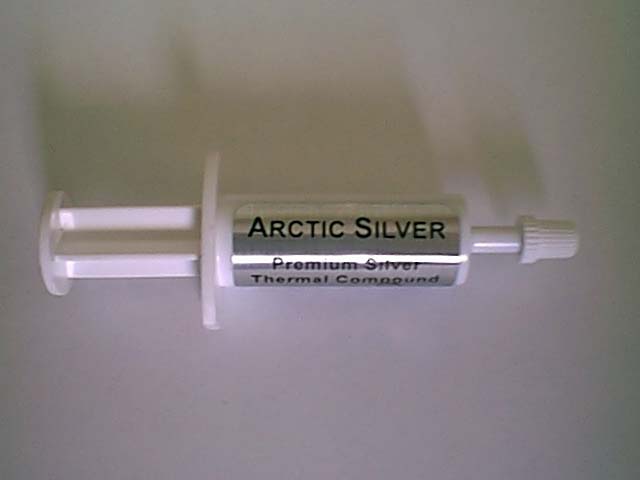 ARCTIC SILVER
Premium Silver
Thermal Compound